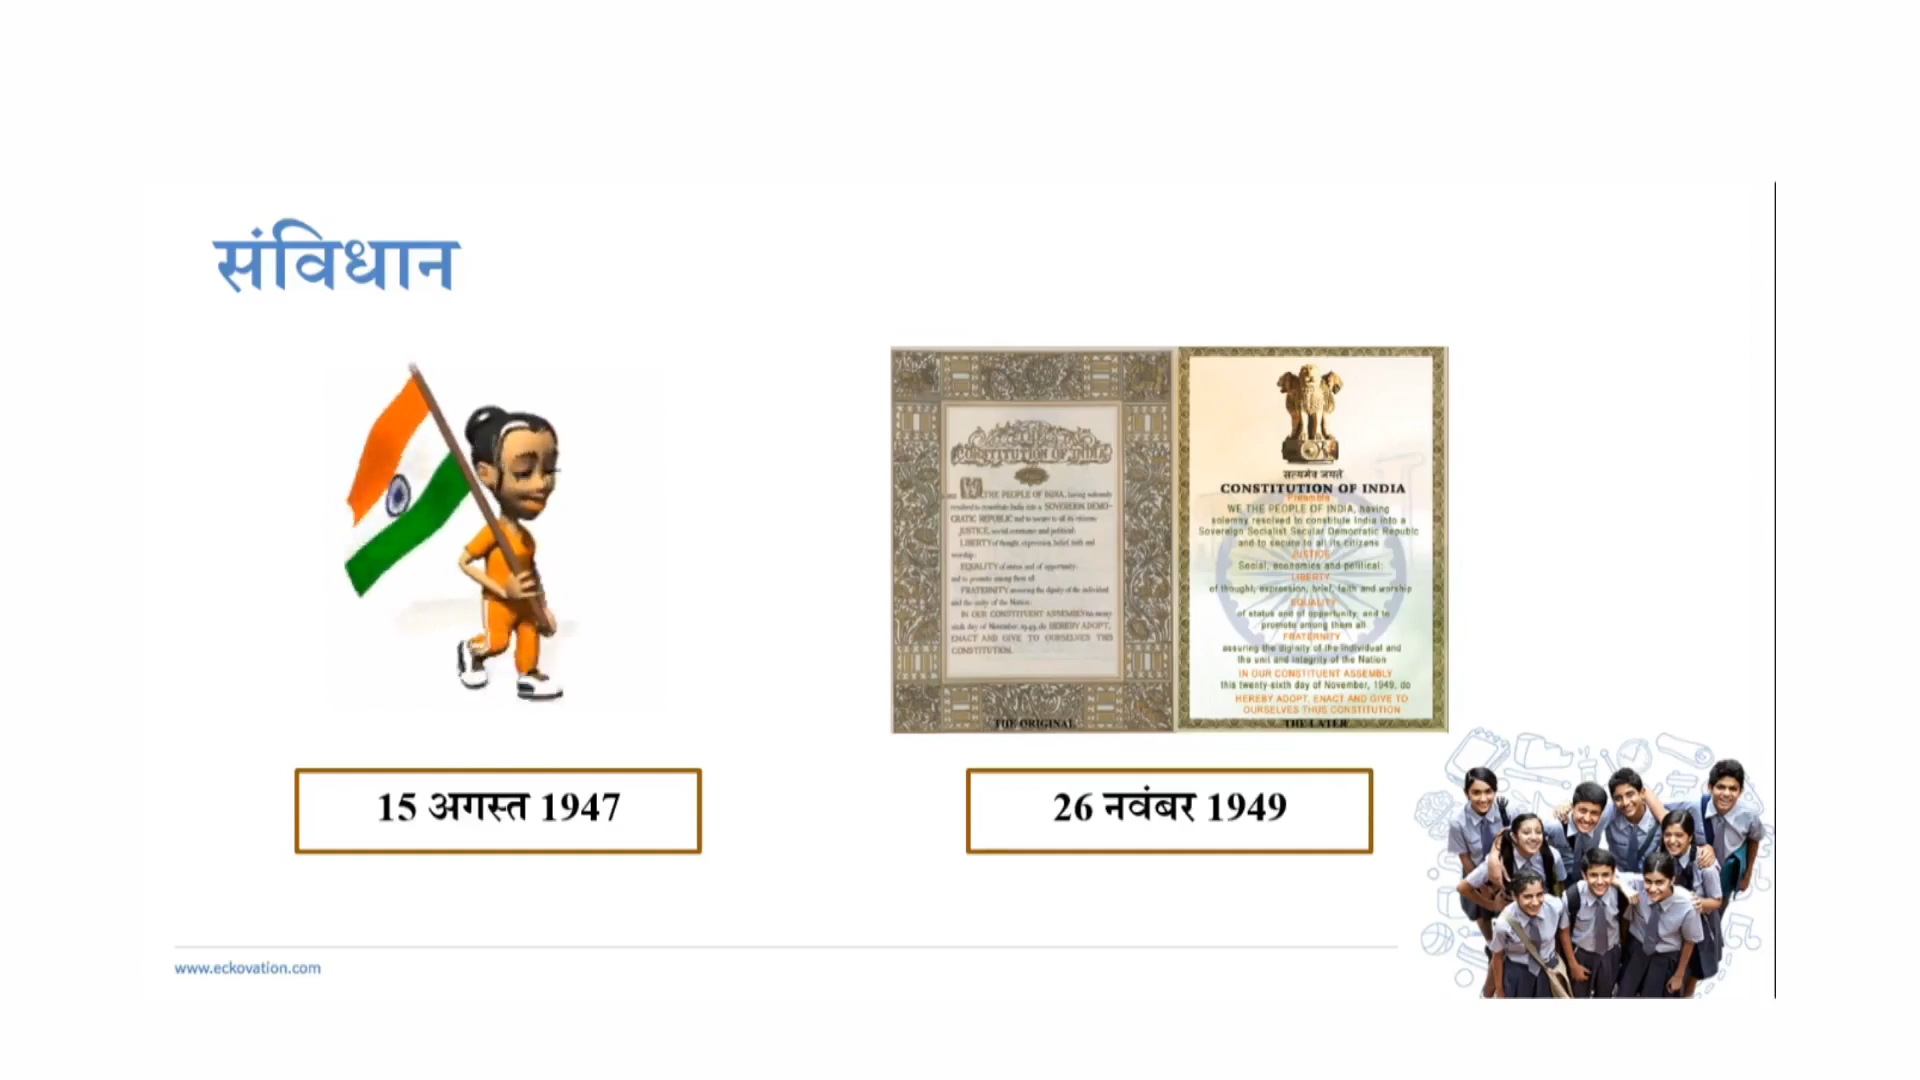 संविधान
THE
CONSTITUTION OF INDIA
WE THE PEOPLE OF INDIA, having solemnly
resolved to constitute India into a SOVEREIGN DEMO-
CRATIC REPUBLIC and to secure to all its citizens:
JUSTICE, social, economic and political;
LIBERTY of thought, expression, belief, faith and
worship;
EQUALITY of status and of opportunity;
and to promote among them all
FRATERNITY assuring the dignity of the individual
and the unity of the Nation;
IN OUR CONSTITUENT ASSEMBLY this twenty-
sixth day of November, 1949, do HEREBY ADOPT,
ENACT AND GIVE TO OURSELVES THIS
CONSTITUTION.
THE ORIGINAL
सत्यमेव जयते
CONSTITUTION OF INDIA
Preamble
WE THE PEOPLE OF INDIA, having
solemny resolved to constitute India into a
Sovereign Socialist Secular Democratic Republic
and to secure to all its citizens
JUSTICE
Social, economics and political:
LIBERTY
of thought, expression, brief, faith and worship
EQUALITY
of status and of opportunity, and to
promote among them all
FRATERNITY
assuring the diginity of the individual and
the unit and integrity of the Nation
IN OUR CONSTITUENT ASSEMBLY
this twenty-sixth day of November, 1949, do
HEREBY ADOPT, ENACT AND GIVE TO
OURSELVES THUS CONSTITUTION
THE LATER
15 अगस्त 1947
26 नवंबर 1949
www.eckovation.com